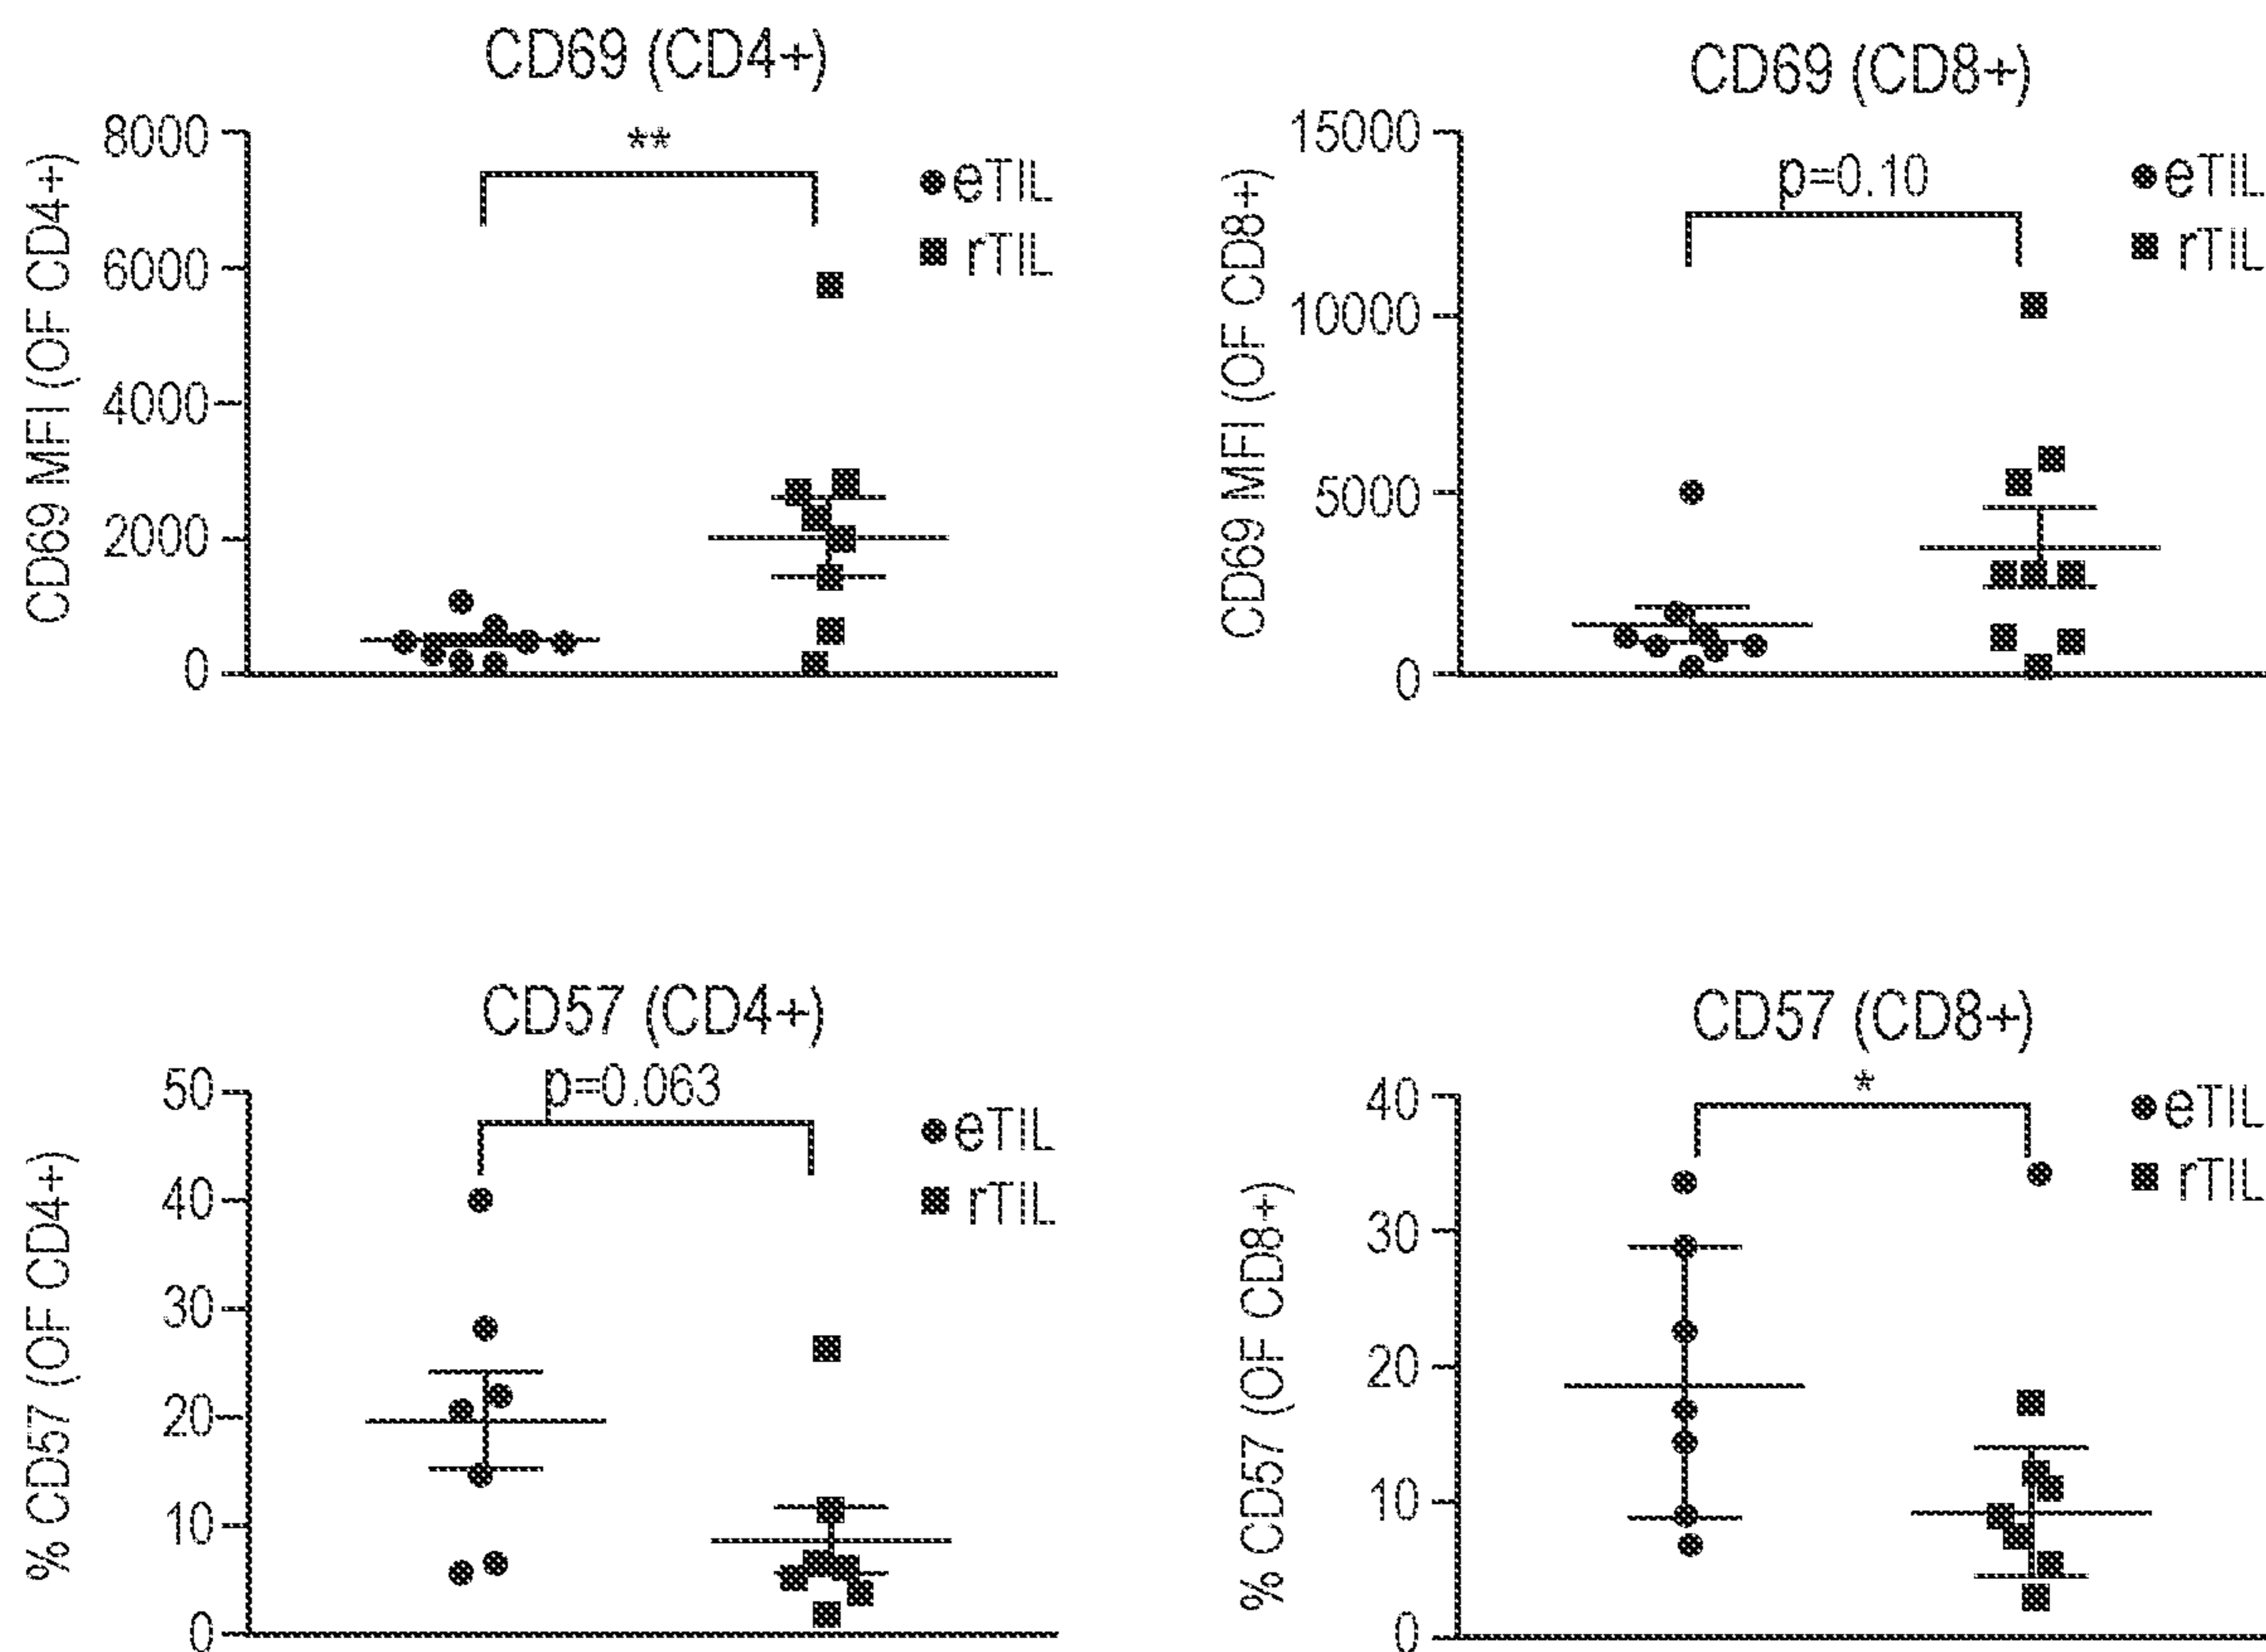 CD69 (CD4+)
CD69 MFI (OF CD4+)
8000
6000
4000
2000
0
**
eTIL
rTIL
CD69 (CD8+)
CD69 MFI (OF CD8+)
15000
10000
5000
0
p=0.10
eTIL
rTIL
CD57 (CD4+)
% CD57 (OF CD4+)
50
40
30
20
10
0
p=0.063
eTIL
rTIL
CD57 (CD8+)
% CD57 (OF CD8+)
40
30
20
10
0
*
eTIL
rTIL